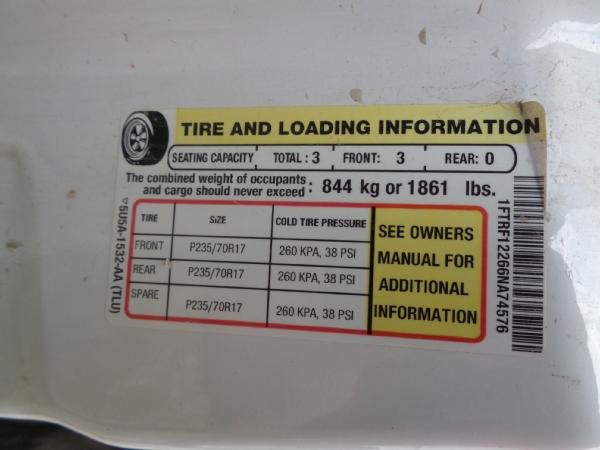 TIRE AND LOADING INFORMATION
SEATING CAPACITY TOTAL : 3 FRONT: 3 REAR: 0
The combined weight of occupants
and cargo should never exceed : 844 kg or 1861 lbs.
TIRE SIZE COLD TIRE PRESSURE
FRONT P235/70R17 260 KPA, 38 PSI
REAR P235/70R17 260 KPA, 38 PSI
SPARE P235/70R17 260 KPA, 38 PSI
SEE OWNERS
MANUAL FOR
ADDITIONAL
INFORMATION
5U5A-1532-AA (TLU)
1FTRF12266NA74576